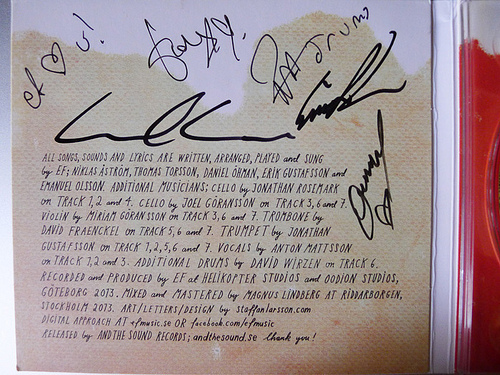 ef ♡ u!
ALL SONGS, SOUNDS AND LYRICS ARE WRITTEN, ARRANGED, PLAYED and SUNG
by EF; NIKLAS ÅSTRÖM, THOMAS TORSSON, DANIEL ÖHMAN, ERIK GUSTAFSSON and
EMANUEL OLSSON. ADDITIONAL MUSICIANS; CELLO by JONATHAN ROSEMARK
on TRACK 1,2 and 4. CELLO by JOEL GÖRANSSON on TRACK 3,6 and 7.
VIOLIN by MIRIAM GÖRANSSON on TRACK 3,6 and 7. TROMBONE by
DAVID FRAENCKEL on TRACK 5,6 and 7. TRUMPET by JONATHAN
GUSTAFSSON on TRACK 1,2,5,6 and 7. VOCALS by ANTON MATTSSON
on TRACK 1,2 and 3. ADDITIONAL DRUMS by DAVID WIRZEN on TRACK 6.
RECORDED and PRODUCED by EF at HELIKOPTER STUDIOS and OODION STUDIOS,
GÖTEBORG 2013. MIXED and MASTERED by MAGNUS LINDBERG AT RIDDARBORGEN,
STOCKHOLM 2013. ART/LETTERS/DESIGN by staffanlarsson.com
DIGITAL APPROACH AT efmusic.se OR facebook.com/efmusic
RELEASED by: ANDTHESOUND RECORDS; andthesound.se thank you!